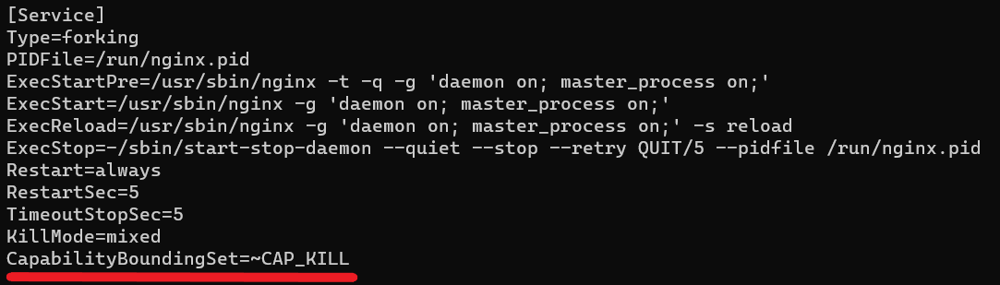 [Service]
Type=forking
PIDFile=/run/nginx.pid
ExecStartPre=/usr/sbin/nginx -t -q -g 'daemon on; master_process on;'
ExecStart=/usr/sbin/nginx -g 'daemon on; master_process on;'
ExecReload=/usr/sbin/nginx -g 'daemon on; master_process on;' -s reload
ExecStop=-/sbin/start-stop-daemon --quiet --stop --retry QUIT/5 --pidfile /run/nginx.pid
Restart=always
RestartSec=5
TimeoutStopSec=5
KillMode=mixed
CapabilityBoundingSet=~CAP_KILL